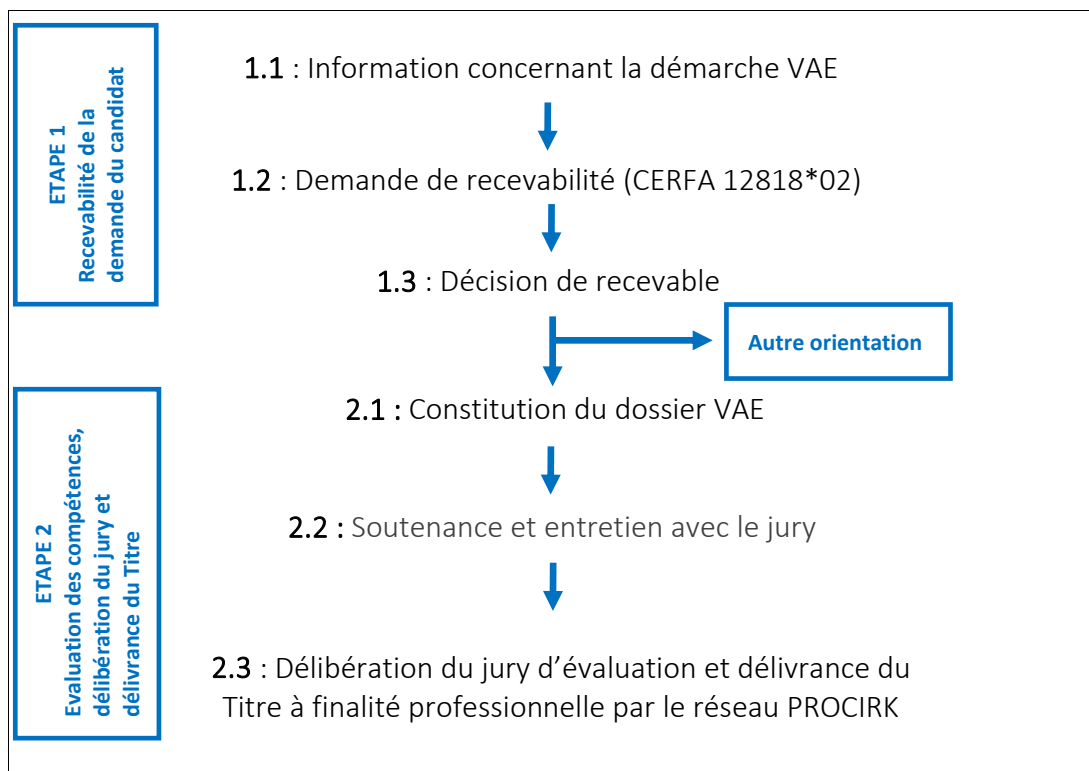 ETAPE 1
Recevabilité de la
demande du candidat
1.1 : Information concernant la démarche VAE
1.2 : Demande de recevabilité (CERFA 12818*02)
1.3 : Décision de recevable
Autre orientation
ETAPE 2
Evaluation des compétences,
délibération du jury et
délivrance du Titre
2.1 : Constitution du dossier VAE
2.2 : Soutenance et entretien avec le jury
2.3 : Délibération du jury d’évaluation et délivrance du
Titre à finalité professionnelle par le réseau PROCIRK